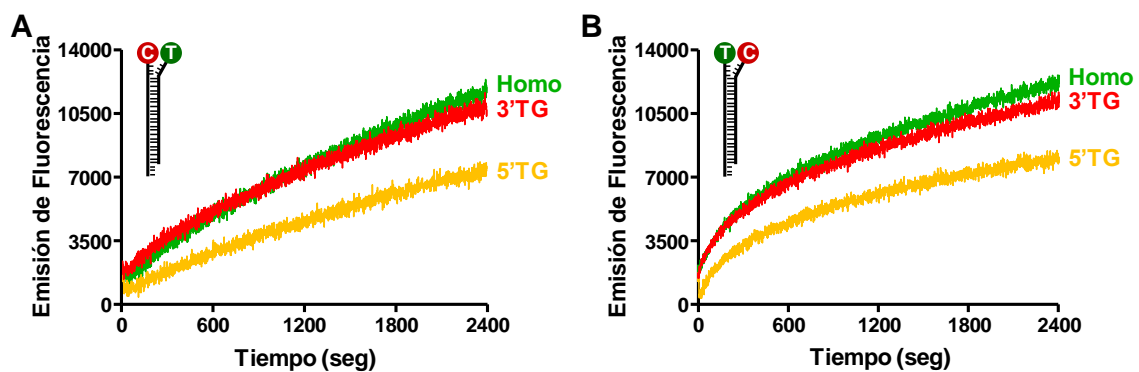 A
C T
Emisión de Fluorescencia
14000
10500
7000
3500
0
0 600 1200 1800 2400
Tiempo (seg)
Homo
3'TG
5'TG
B
T C
Emisión de Fluorescencia
14000
10500
7000
3500
0
0 600 1200 1800 2400
Tiempo (seg)
Homo
3'TG
5'TG